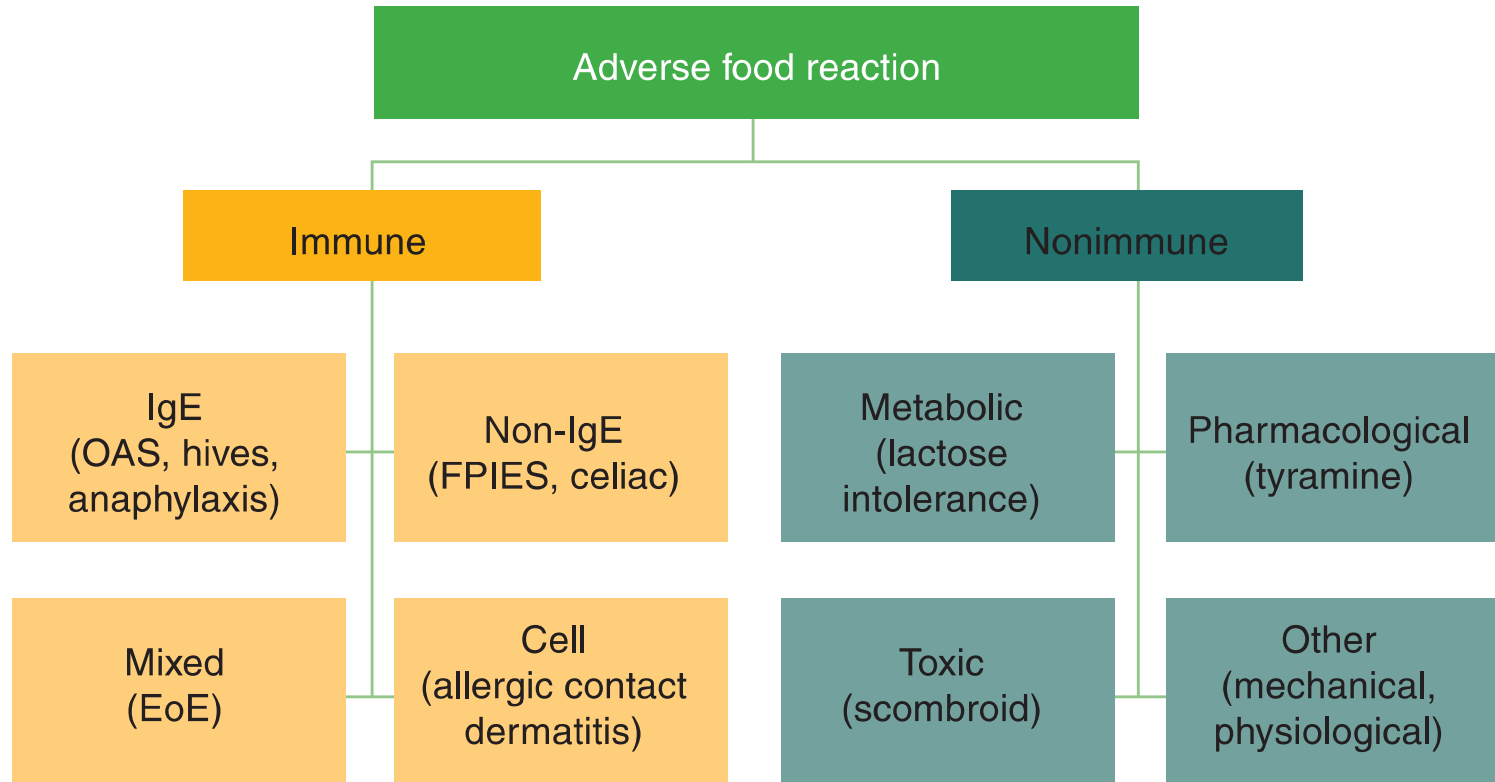 Adverse food reaction
Immune
Nonimmune
IgE
(OAS, hives,
anaphylaxis)
Non-IgE
(FPIES, celiac)
Metabolic
(lactose
intolerance)
Pharmacological
(tyramine)
Mixed
(EoE)
Cell
(allergic contact
dermatitis)
Toxic
(scombroid)
Other
(mechanical,
physiological)